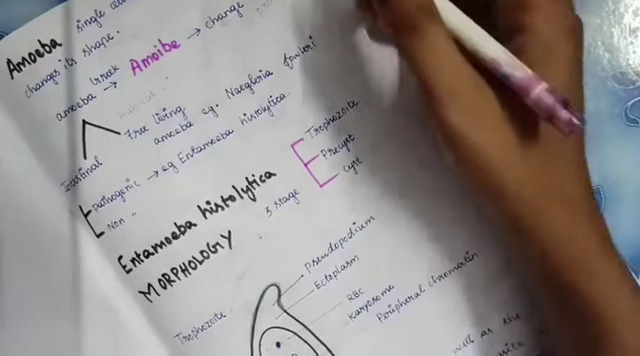 Amoeba single
changes its shape.
amoeba Greek → Amoibe → change
Free living
amoeba eg. Naegloria fowleri
Intestinal
Pathogenic → eg Entamoeba histolytica.
Non "
Entamoeba histolytica
MORPHOLOGY
3 stage
Trophozoite
Precyst
cyst
Pseudopodium
Ectoplasm
RBC
Karyosome
Peripheral chromatin
Trophozoite
well as the